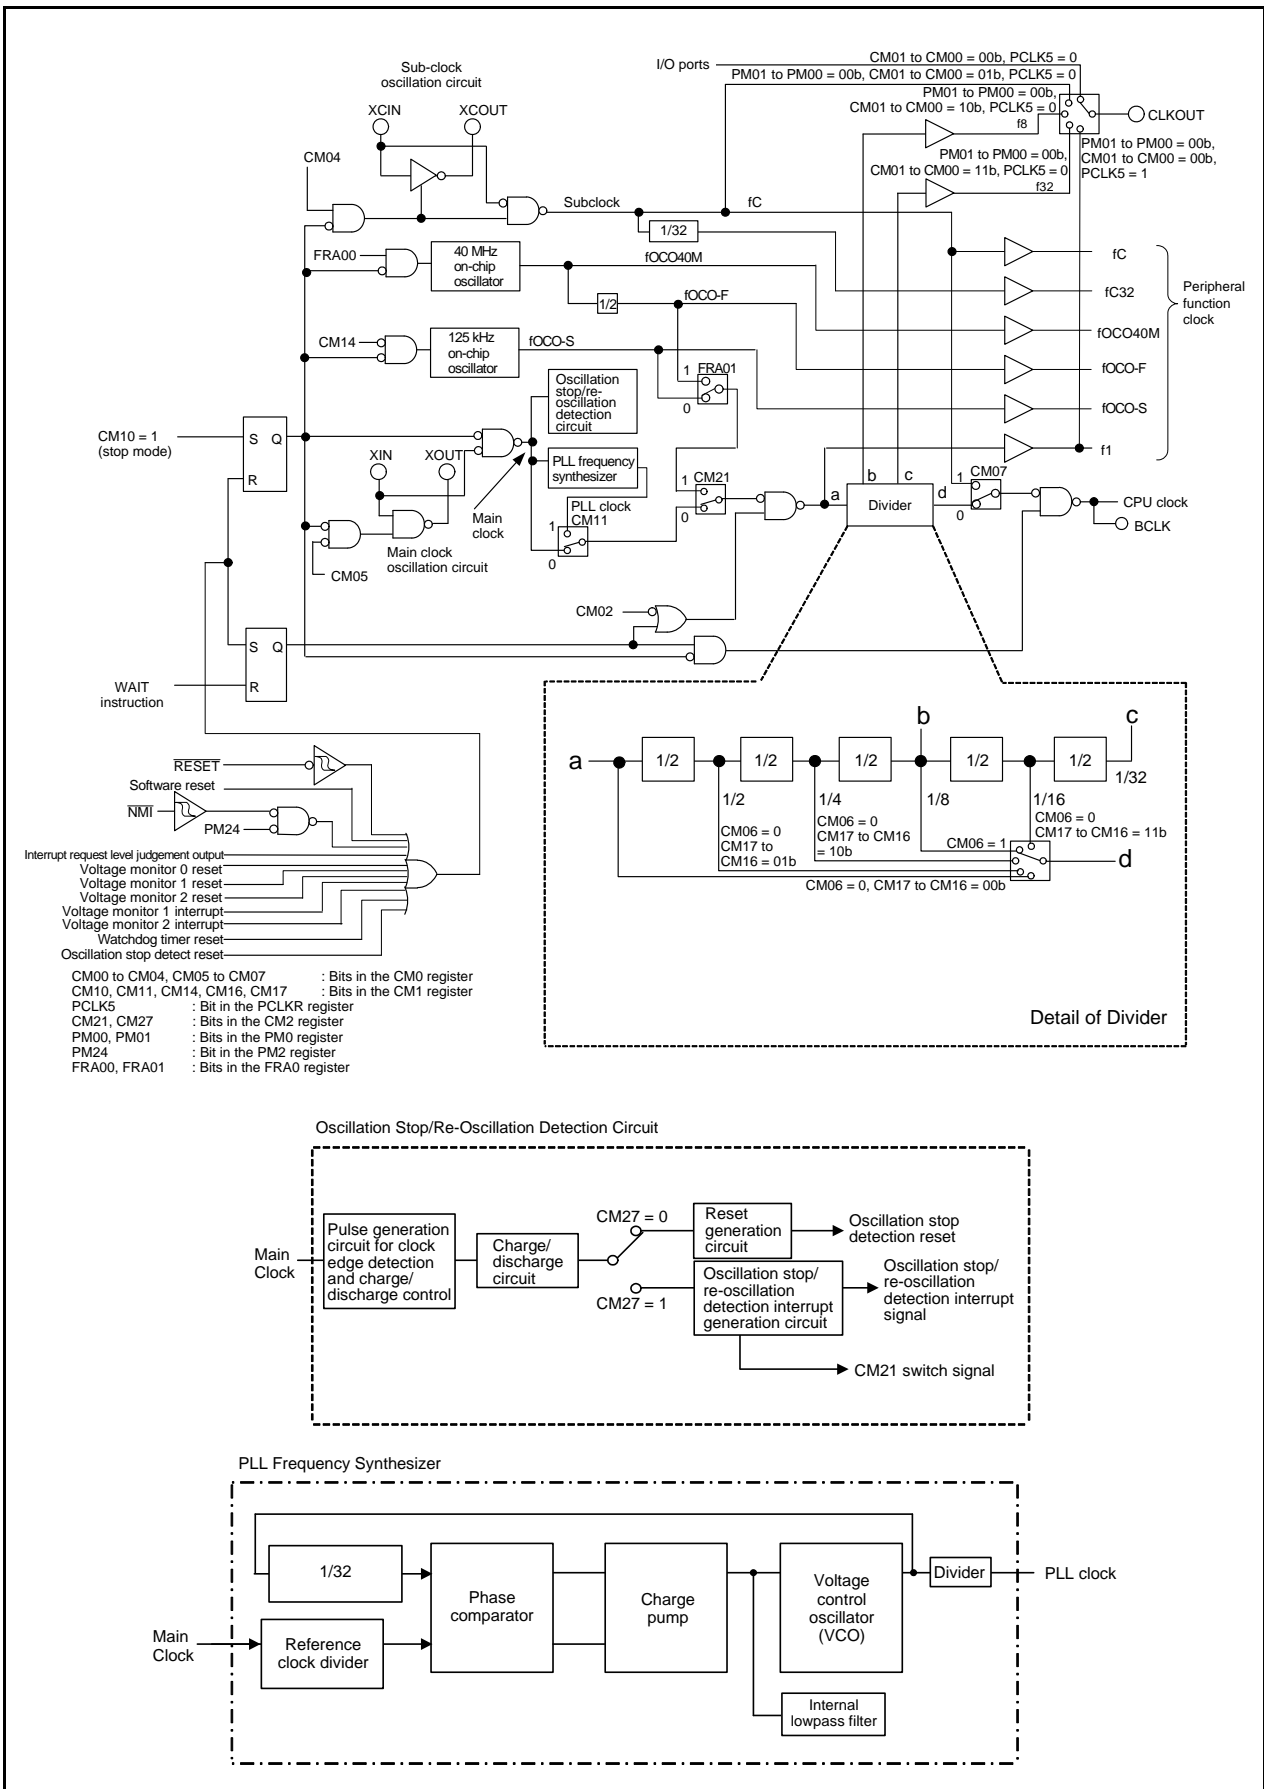 Sub-clock
oscillation circuit
XCIN
XCOUT
CM04
I/O ports
CM01 to CM00 = 00b, PCLK5 = 0
PM01 to PM00 = 00b, CM01 to CM00 = 01b, PCLK5 = 0
PM01 to PM00 = 00b,
CM01 to CM00 = 10b, PCLK5 = 0
f8
CLKOUT
PM01 to PM00 = 00b,
CM01 to CM00 = 00b,
PCLK5 = 1
PM01 to PM00 = 00b,
CM01 to CM00 = 11b, PCLK5 = 0
f32
Subclock
fC
1/32
fC
FRA00
40 MHz
on-chip
oscillator
fOCO40M
fC32
Peripheral
function
clock
1/2
fOCO-F
fOCO40M
CM14
125 kHz
on-chip
oscillator
fOCO-S
fOCO-F
1
FRA01
0
Oscillation
stop/re-
oscillation
detection
circuit
fOCO-S
CM10 = 1
(stop mode)
S
Q
R
f1
XIN
XOUT
PLL frequency
synthesizer
1
CM21
0
a
b
c
d
Divider
1
CM07
0
CPU clock
BCLK
Main
clock
PLL clock
CM11
1
0
Main clock
oscillation circuit
CM05
CM02
S
Q
R
WAIT
instruction
RESET
Software reset
NMI
PM24
Interrupt request level judgement output
Voltage monitor 0 reset
Voltage monitor 1 reset
Voltage monitor 2 reset
Voltage monitor 1 interrupt
Voltage monitor 2 interrupt
Watchdog timer reset
Oscillation stop detect reset
a
1/2
1/2
1/2
b
1/2
1/2
c
1/32
1/2
1/4
1/8
1/16
CM06 = 0
CM17 to
CM16 = 01b
CM06 = 0
CM17 to CM16
= 10b
CM06 = 1
CM06 = 0
CM17 to CM16 = 11b
d
CM06 = 0, CM17 to CM16 = 00b
Detail of Divider
CM00 to CM04, CM05 to CM07 : Bits in the CM0 register
CM10, CM11, CM14, CM16, CM17 : Bits in the CM1 register
PCLK5 : Bit in the PCLKR register
CM21, CM27 : Bits in the CM2 register
PM00, PM01 : Bits in the PM0 register
PM24 : Bit in the PM2 register
FRA00, FRA01 : Bits in the FRA0 register
Oscillation Stop/Re-Oscillation Detection Circuit
Main
Clock
Pulse generation
circuit for clock
edge detection
and charge/
discharge control
Charge/
discharge
circuit
CM27 = 0
CM27 = 1
Reset
generation
circuit
Oscillation stop
detection reset
Oscillation stop/
re-oscillation
detection interrupt
generation circuit
Oscillation stop/
re-oscillation
detection interrupt
signal
CM21 switch signal
PLL Frequency Synthesizer
1/32
Main
Clock
Reference
clock divider
Phase
comparator
Charge
pump
Voltage
control
oscillator
(VCO)
Divider
PLL clock
Internal
lowpass filter